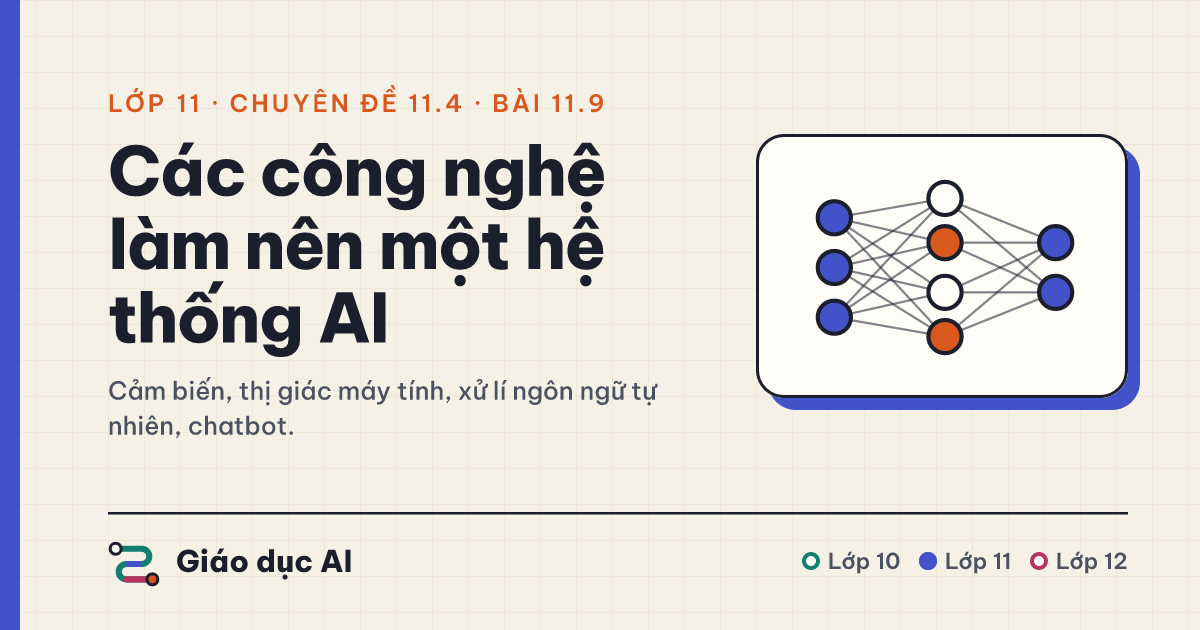 LỚP 11 · CHUYÊN ĐỀ 11.4 · BÀI 11.9
Các công nghệ
làm nên một hệ
thống AI
Cảm biến, thị giác máy tính, xử lí ngôn ngữ tự
nhiên, chatbot.
Giáo dục AI
Lớp 10
Lớp 11
Lớp 12